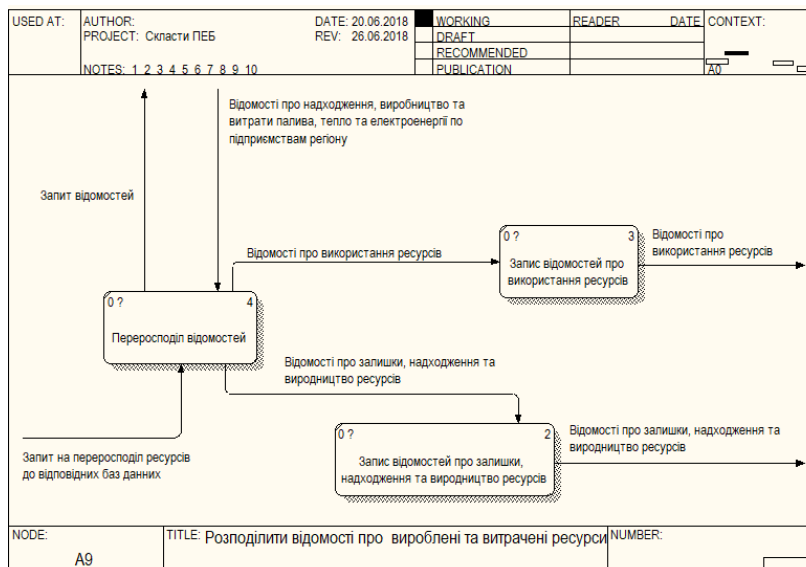 USED AT:
AUTHOR:
DATE: 20.06.2018
WORKING
READER
DATE
CONTEXT:
PROJECT: Скласти ПЕБ
REV: 26.06.2018
DRAFT
RECOMMENDED
NOTES: 1 2 3 4 5 6 7 8 9 10
PUBLICATION
A0
Відомості про надходження, виробництво та
витрати палива, тепло та електроенергії по
підприємствам регіону
Запит відомостей
Відомості про використання ресурсів
0 ?
3
Запис відомостей про
використання ресурсів
Відомості про
використання ресурсів
0 ?
4
Переросподіл відомостей
Відомості про залишки, надходження та
виродництво ресурсів
0 ?
2
Запис відомостей про залишки,
надходження та виродництво ресурсів
Відомості про залишки, надходження та
виродництво ресурсів
Запит на переросподіл ресурсів
до відповідних баз данних
NODE:
A9
TITLE: Розподілити відомості про вироблені та витрачені ресурси
NUMBER: